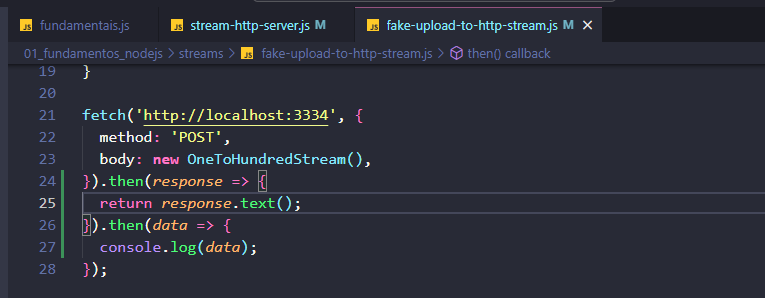 JS fundamentais.js JS stream-http-server.js M JS fake-upload-to-http-stream.js M ×
01_fundamentos_nodejs > streams > JS fake-upload-to-http-stream.js > then() callback
19 }
20
21 fetch('http://localhost:3334', {
22 method: 'POST',
23 body: new OneToHundredStream(),
24 }).then(response => {
25 return response.text();
26 }).then(data => {
27 console.log(data);
28 });